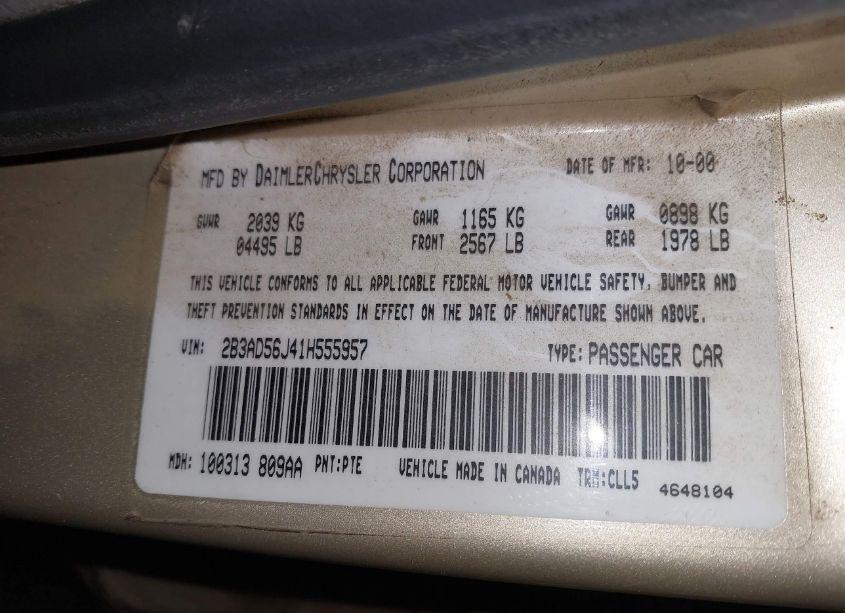 MFD BY DAIMLERCHRYSLER CORPORATION DATE OF MFR: 10-00
GVWR 2039 KG GAWR 1165 KG GAWR 0898 KG
04495 LB FRONT 2567 LB REAR 1978 LB
THIS VEHICLE CONFORMS TO ALL APPLICABLE FEDERAL MOTOR VEHICLE SAFETY, BUMPER AND
THEFT PREVENTION STANDARDS IN EFFECT ON THE DATE OF MANUFACTURE SHOWN ABOVE.
VIN: 2B3AD56J41H555957 TYPE: PASSENGER CAR
MDH: 100313 809AA PNT:PTE VEHICLE MADE IN CANADA TRM:CLL5 4648104